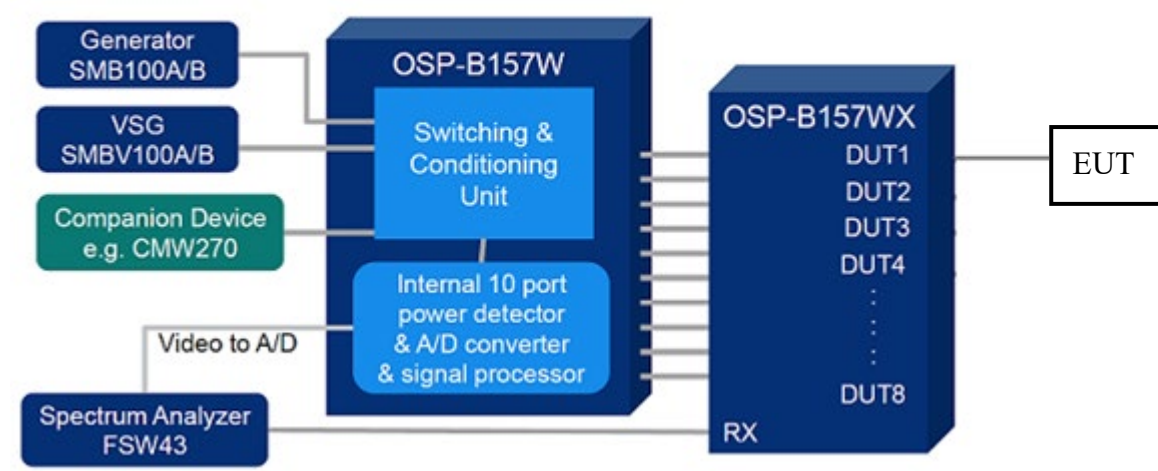 Generator
SMB100A/B
VSG
SMBV100A/B
Companion Device
e.g. CMW270
Video to A/D
Spectrum Analyzer
FSW43
OSP-B157W
Switching &
Conditioning
Unit
Internal 10 port
power detector
& A/D converter
& signal processor
OSP-B157WX
DUT1
DUT2
DUT3
DUT4
DUT8
RX
EUT